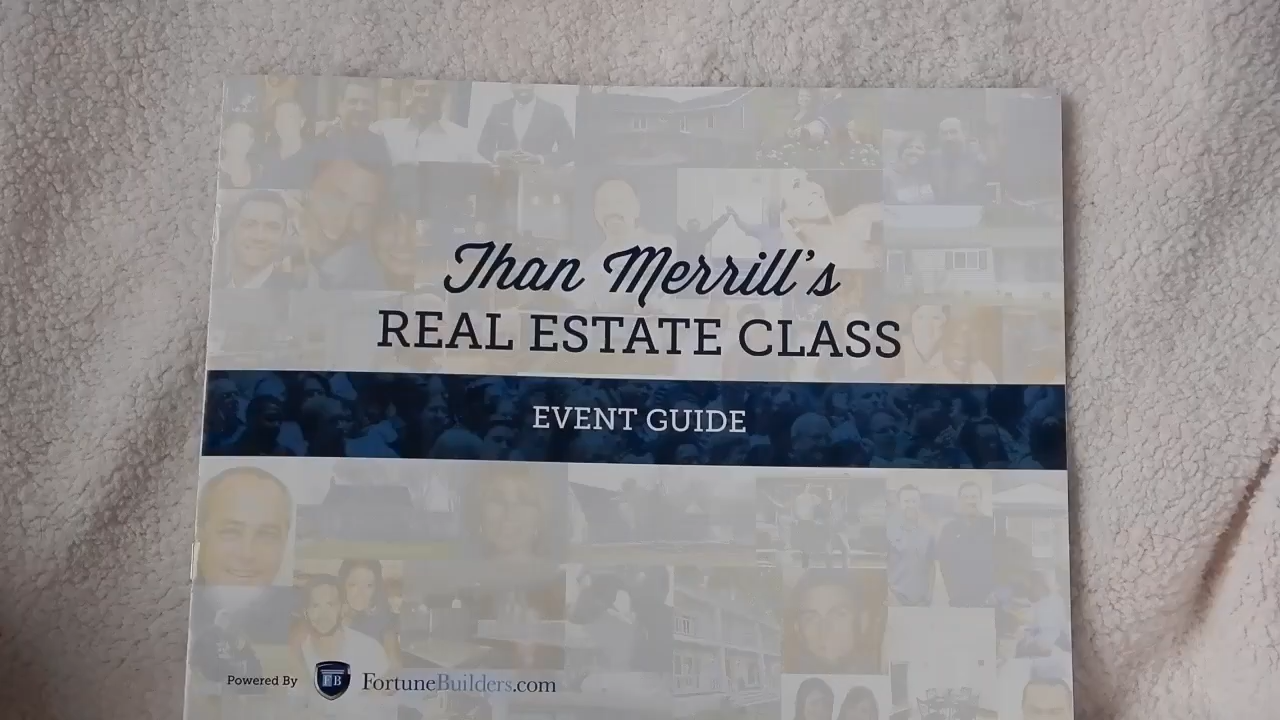 Than Merrill's
REAL ESTATE CLASS
EVENT GUIDE
Powered By FB FortuneBuilders.com